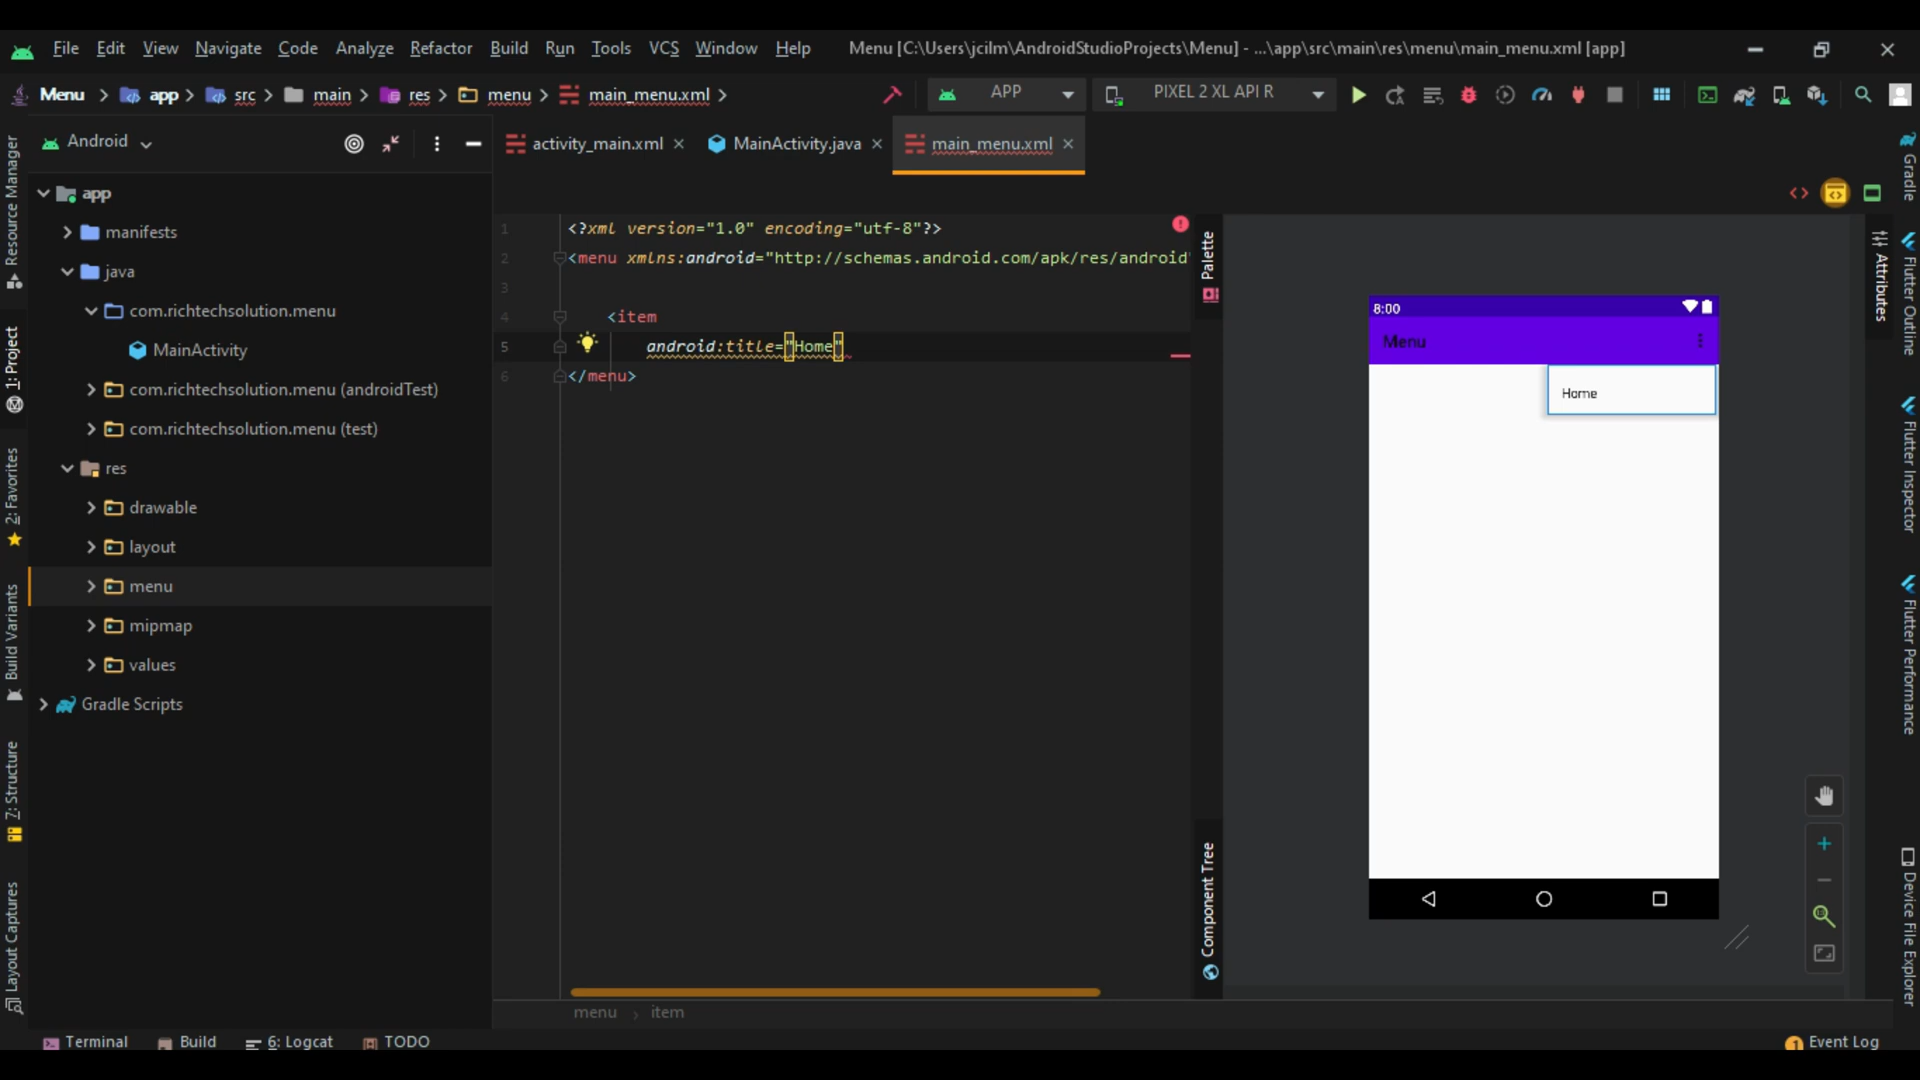 File Edit View Navigate Code Analyze Refactor Build Run Tools VCS Window Help Menu [C:\Users\jcilm\AndroidStudioProjects\Menu] - ...\app\src\main\res\menu\main_menu.xml [app]
Menu app src main res menu main_menu.xml APP PIXEL 2 XL API R
Android
activity_main.xml MainActivity.java main_menu.xml
app
manifests
java
com.richtechsolution.menu
MainActivity
com.richtechsolution.menu (androidTest)
com.richtechsolution.menu (test)
res
drawable
layout
menu
mipmap
values
Gradle Scripts
Resource Manager
1: Project
2: Favorites
Build Variants
7: Structure
Layout Captures
1 <?xml version="1.0" encoding="utf-8"?>
2 <menu xmlns:android="http://schemas.android.com/apk/res/android"
3
4 <item
5 android:title="Home"
6 </menu>
menu item
Palette
Component Tree
8:00
Menu
Home
Attributes
Gradle
Flutter Outline
Flutter Inspector
Flutter Performance
Device File Explorer
Terminal Build 6: Logcat TODO 1 Event Log